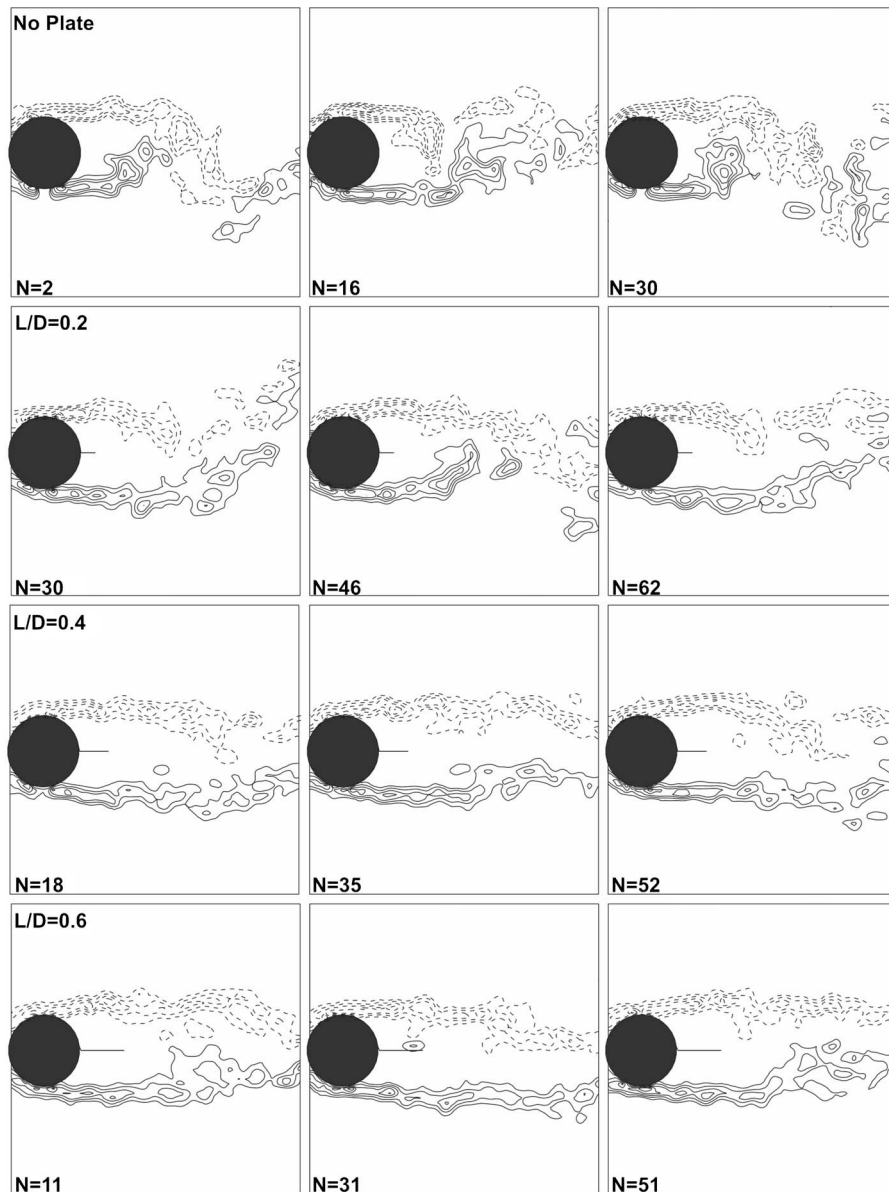 No Plate
N=2
N=16
N=30
L/D=0.2
N=30
N=46
N=62
L/D=0.4
N=18
N=35
N=52
L/D=0.6
N=11
N=31
N=51